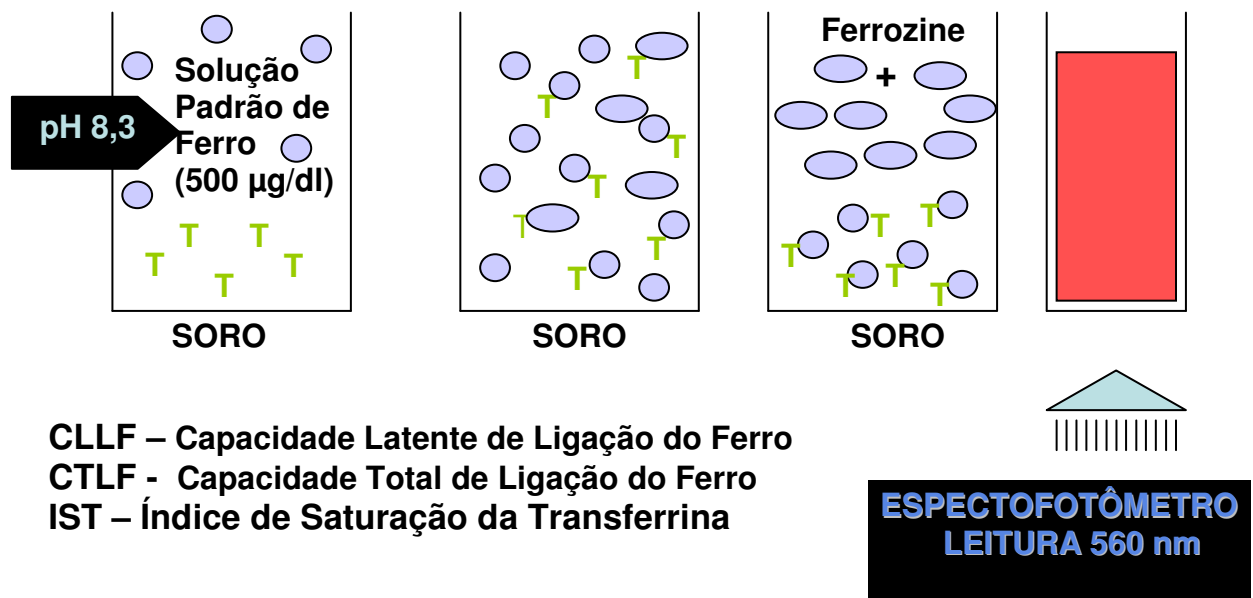 Solução
Padrão de
Ferro
(500 µg/dl)
pH 8,3
T T
T T
T
SORO
T
T
T
T
T
T
T
SORO
Ferrozine
+
T
T
T
T
T
T
SORO
CLLF – Capacidade Latente de Ligação do Ferro
CTLF - Capacidade Total de Ligação do Ferro
IST – Índice de Saturação da Transferrina
ESPECTOFOTÔMETRO
LEITURA 560 nm